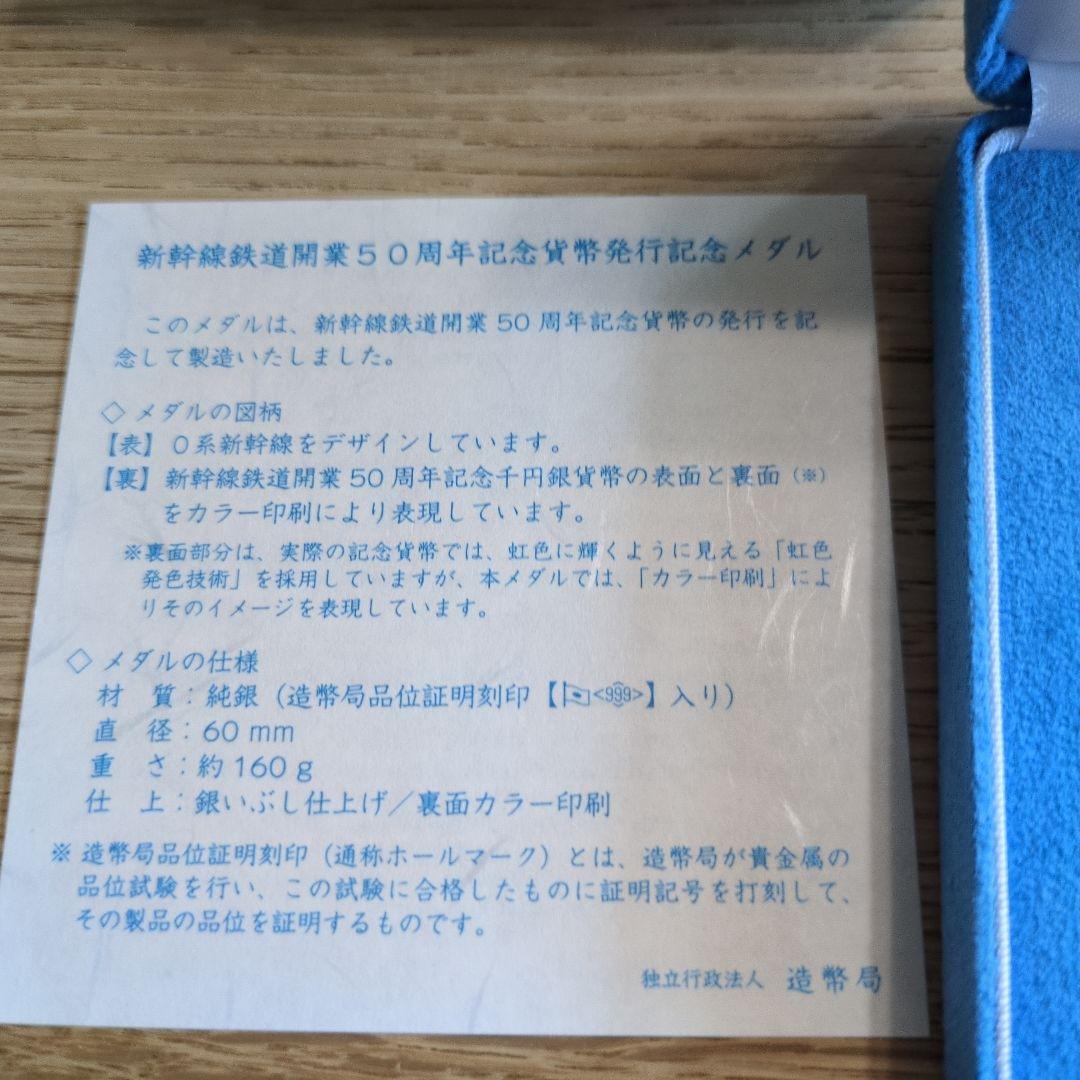 新幹線鉄道開業50周年記念貨幣発行記念メダル
このメダルは、新幹線鉄道開業50周年記念貨幣の発行を記
念して製造いたしました。
◇メダルの図柄
【表】0系新幹線をデザインしています。
【裏】新幹線鉄道開業50周年記念千円銀貨幣の表面と裏面(※)
をカラー印刷により表現しています。
※裏面部分は、実際の記念貨幣では、虹色に輝くように見える「虹色
発色技術」を採用していますが、本メダルでは、「カラー印刷」によ
りそのイメージを表現しています。
◇メダルの仕様
材 質:純銀(造幣局品位証明刻印【<999>】入り)
直 径:60mm
重 さ:約160g
仕 上:銀いぶし仕上げ/裏面カラー印刷
※造幣局品位証明刻印(通称ホールマーク)とは、造幣局が貴金属の
品位試験を行い、この試験に合格したものに証明記号を打刻して、
その製品の品位を証明するものです。
独立行政法人 造幣局